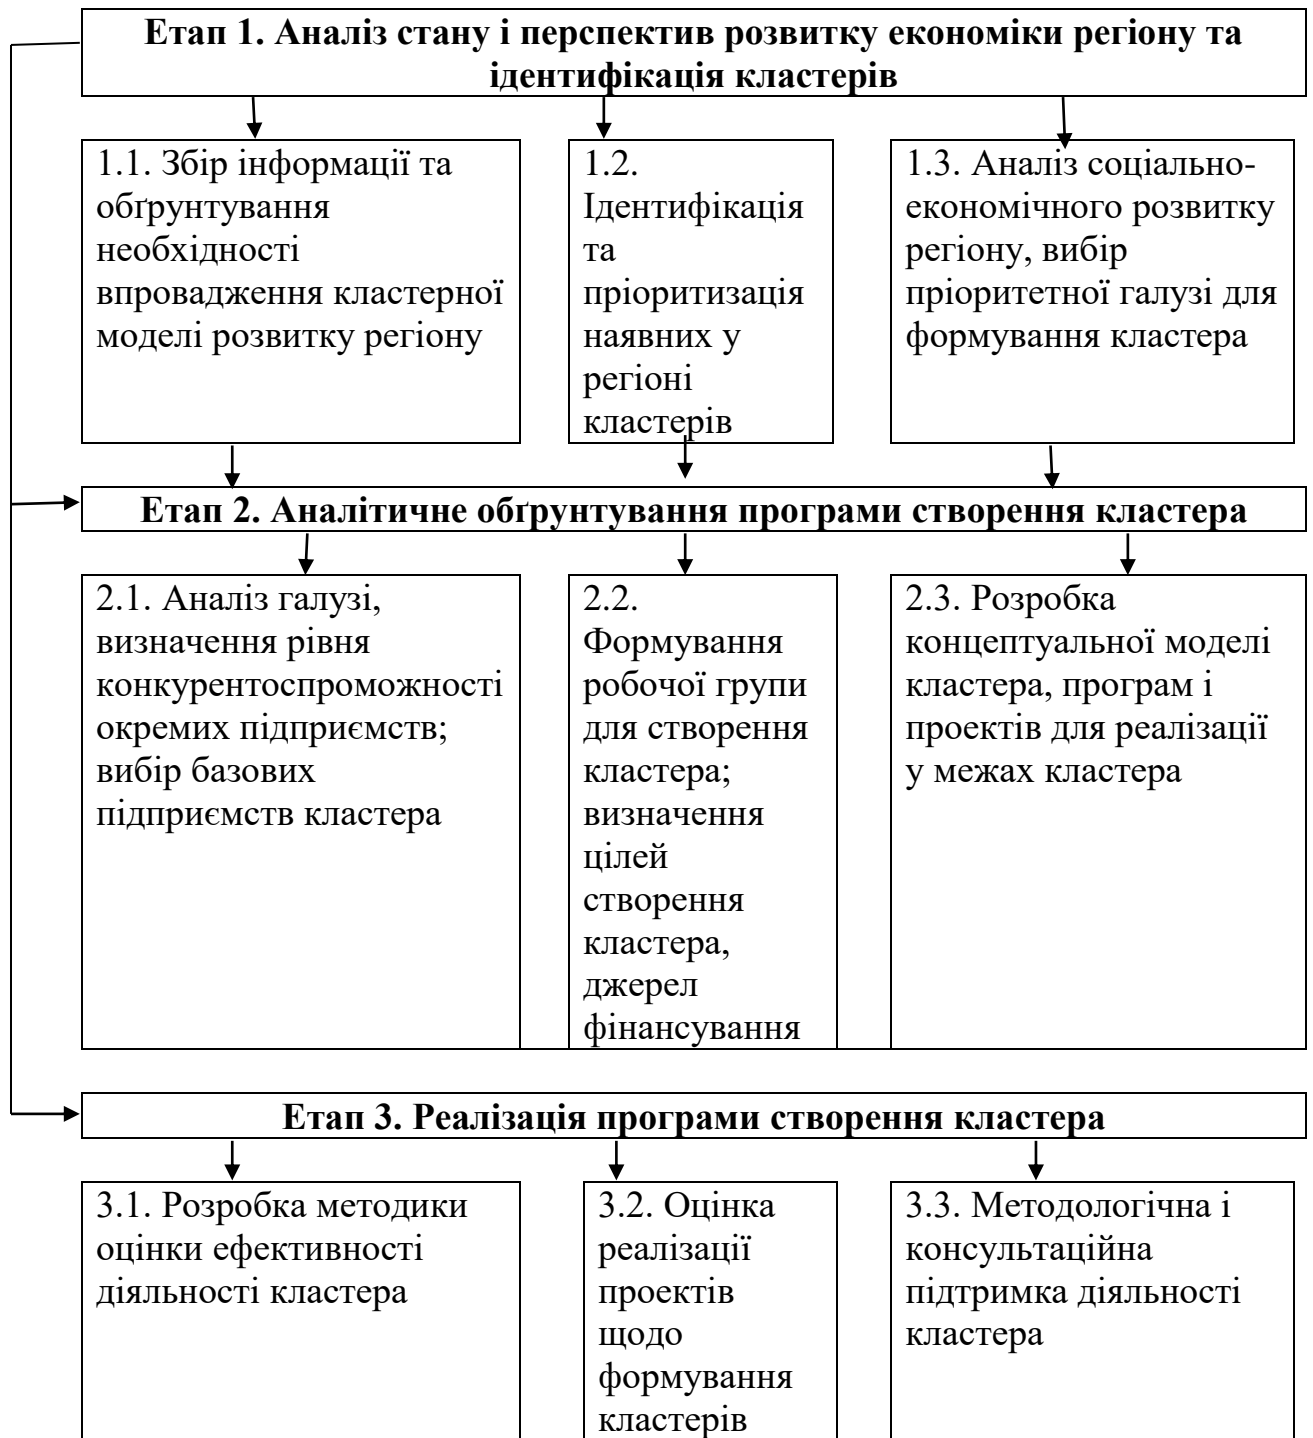 Етап 1. Аналіз стану і перспектив розвитку економіки регіону та
ідентифікація кластерів
1.1. Збір інформації та
обґрунтування
необхідності
впровадження кластерної
моделі розвитку регіону
1.2.
Ідентифікація
та
пріоритизація
наявних у
регіоні
кластерів
1.3. Аналіз соціально-
економічного розвитку
регіону, вибір
пріоритетної галузі для
формування кластера
Етап 2. Аналітичне обґрунтування програми створення кластера
2.1. Аналіз галузі,
визначення рівня
конкурентоспроможності
окремих підприємств;
вибір базових
підприємств кластера
2.2.
Формування
робочої групи
для створення
кластера;
визначення
цілей
створення
кластера,
джерел
фінансування
2.3. Розробка
концептуальної моделі
кластера, програм і
проектів для реалізації
у межах кластера
Етап 3. Реалізація програми створення кластера
3.1. Розробка методики
оцінки ефективності
діяльності кластера
3.2. Оцінка
реалізації
проектів
щодо
формування
кластерів
3.3. Методологічна і
консультаційна
підтримка діяльності
кластера